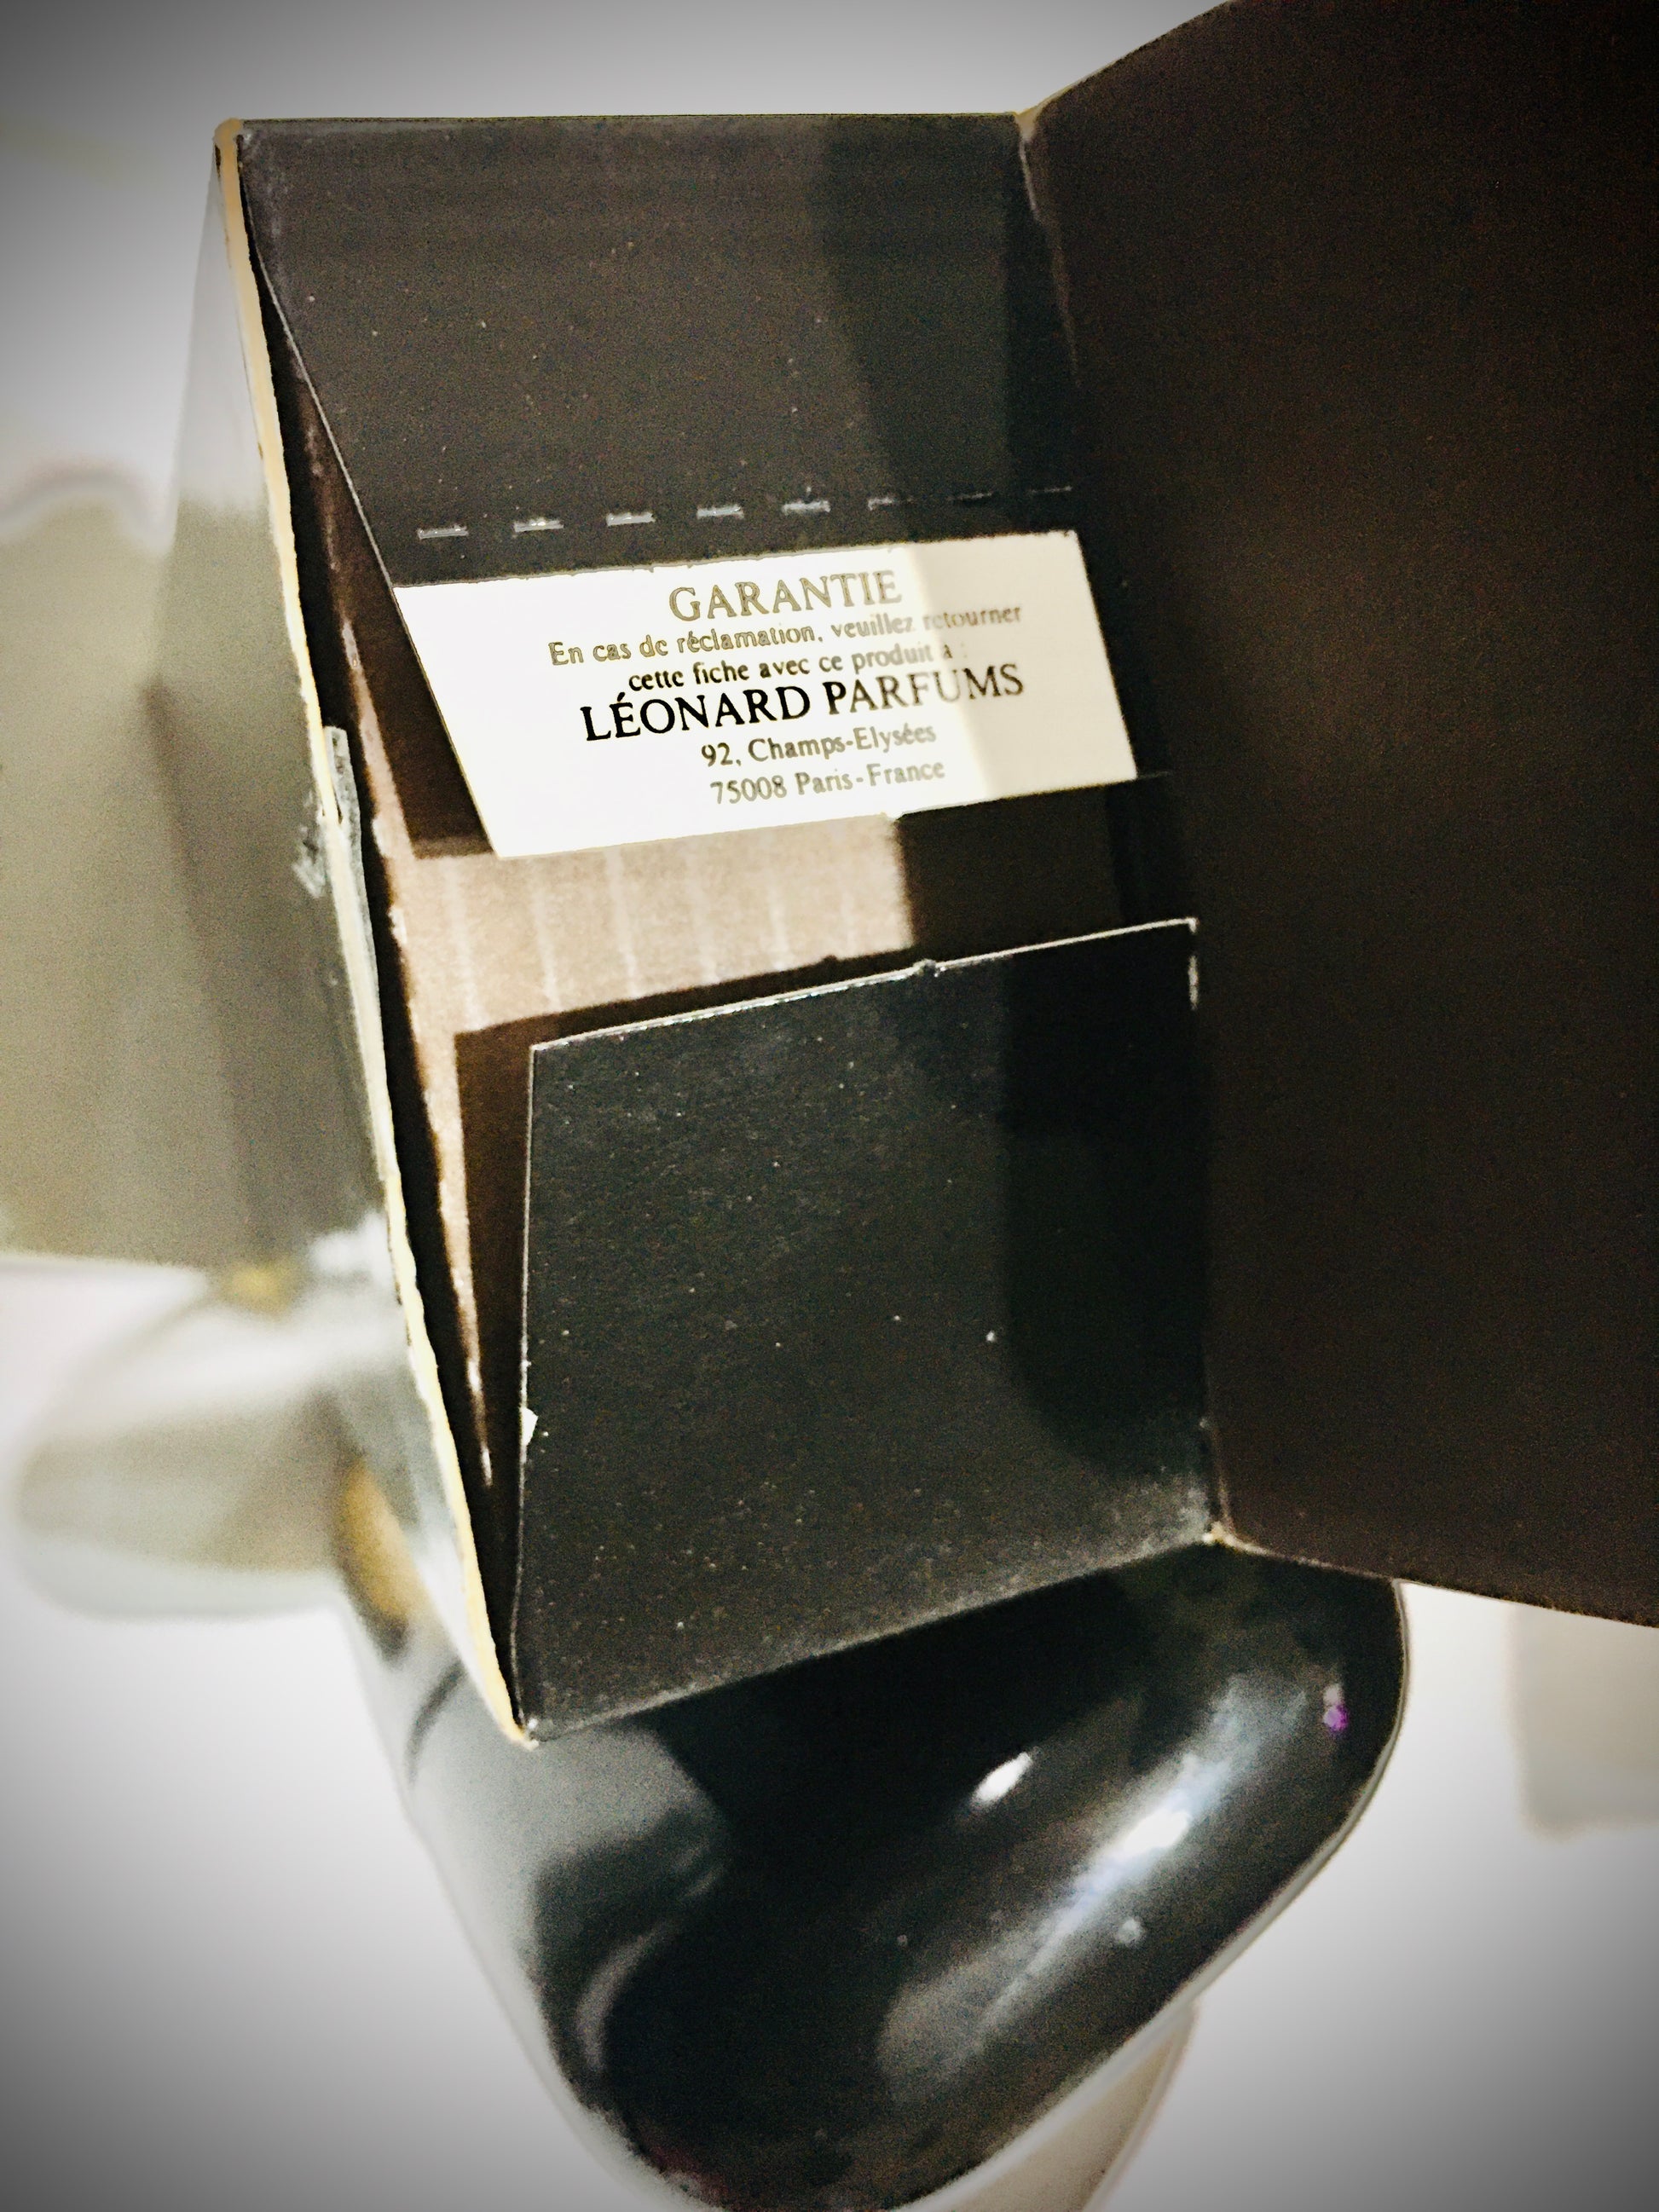 GARANTIE
En cas de réclamation, veuillez retourner
cette fiche avec ce produit à :
LÉONARD PARFUMS
92, Champs-Elysées
75008 Paris-France